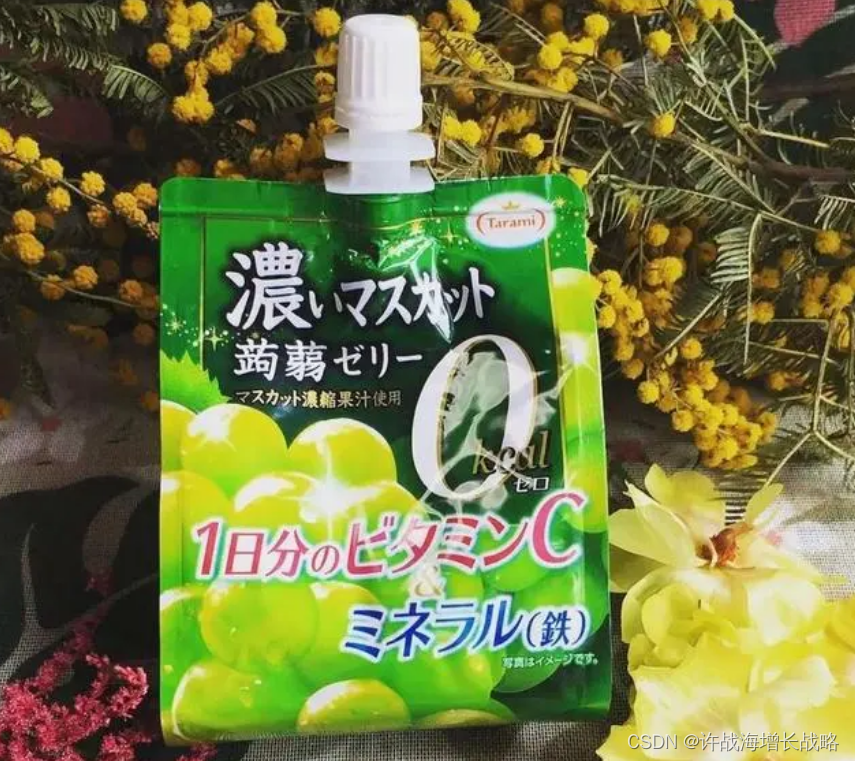 Tarami
濃いマスカット
蒟蒻ゼリー
マスカット濃縮果汁使用
0
kcal
ゼロ
1日分のビタミンC
&
ミネラル(鉄)
写真はイメージです。
CSDN @许战海增长战略